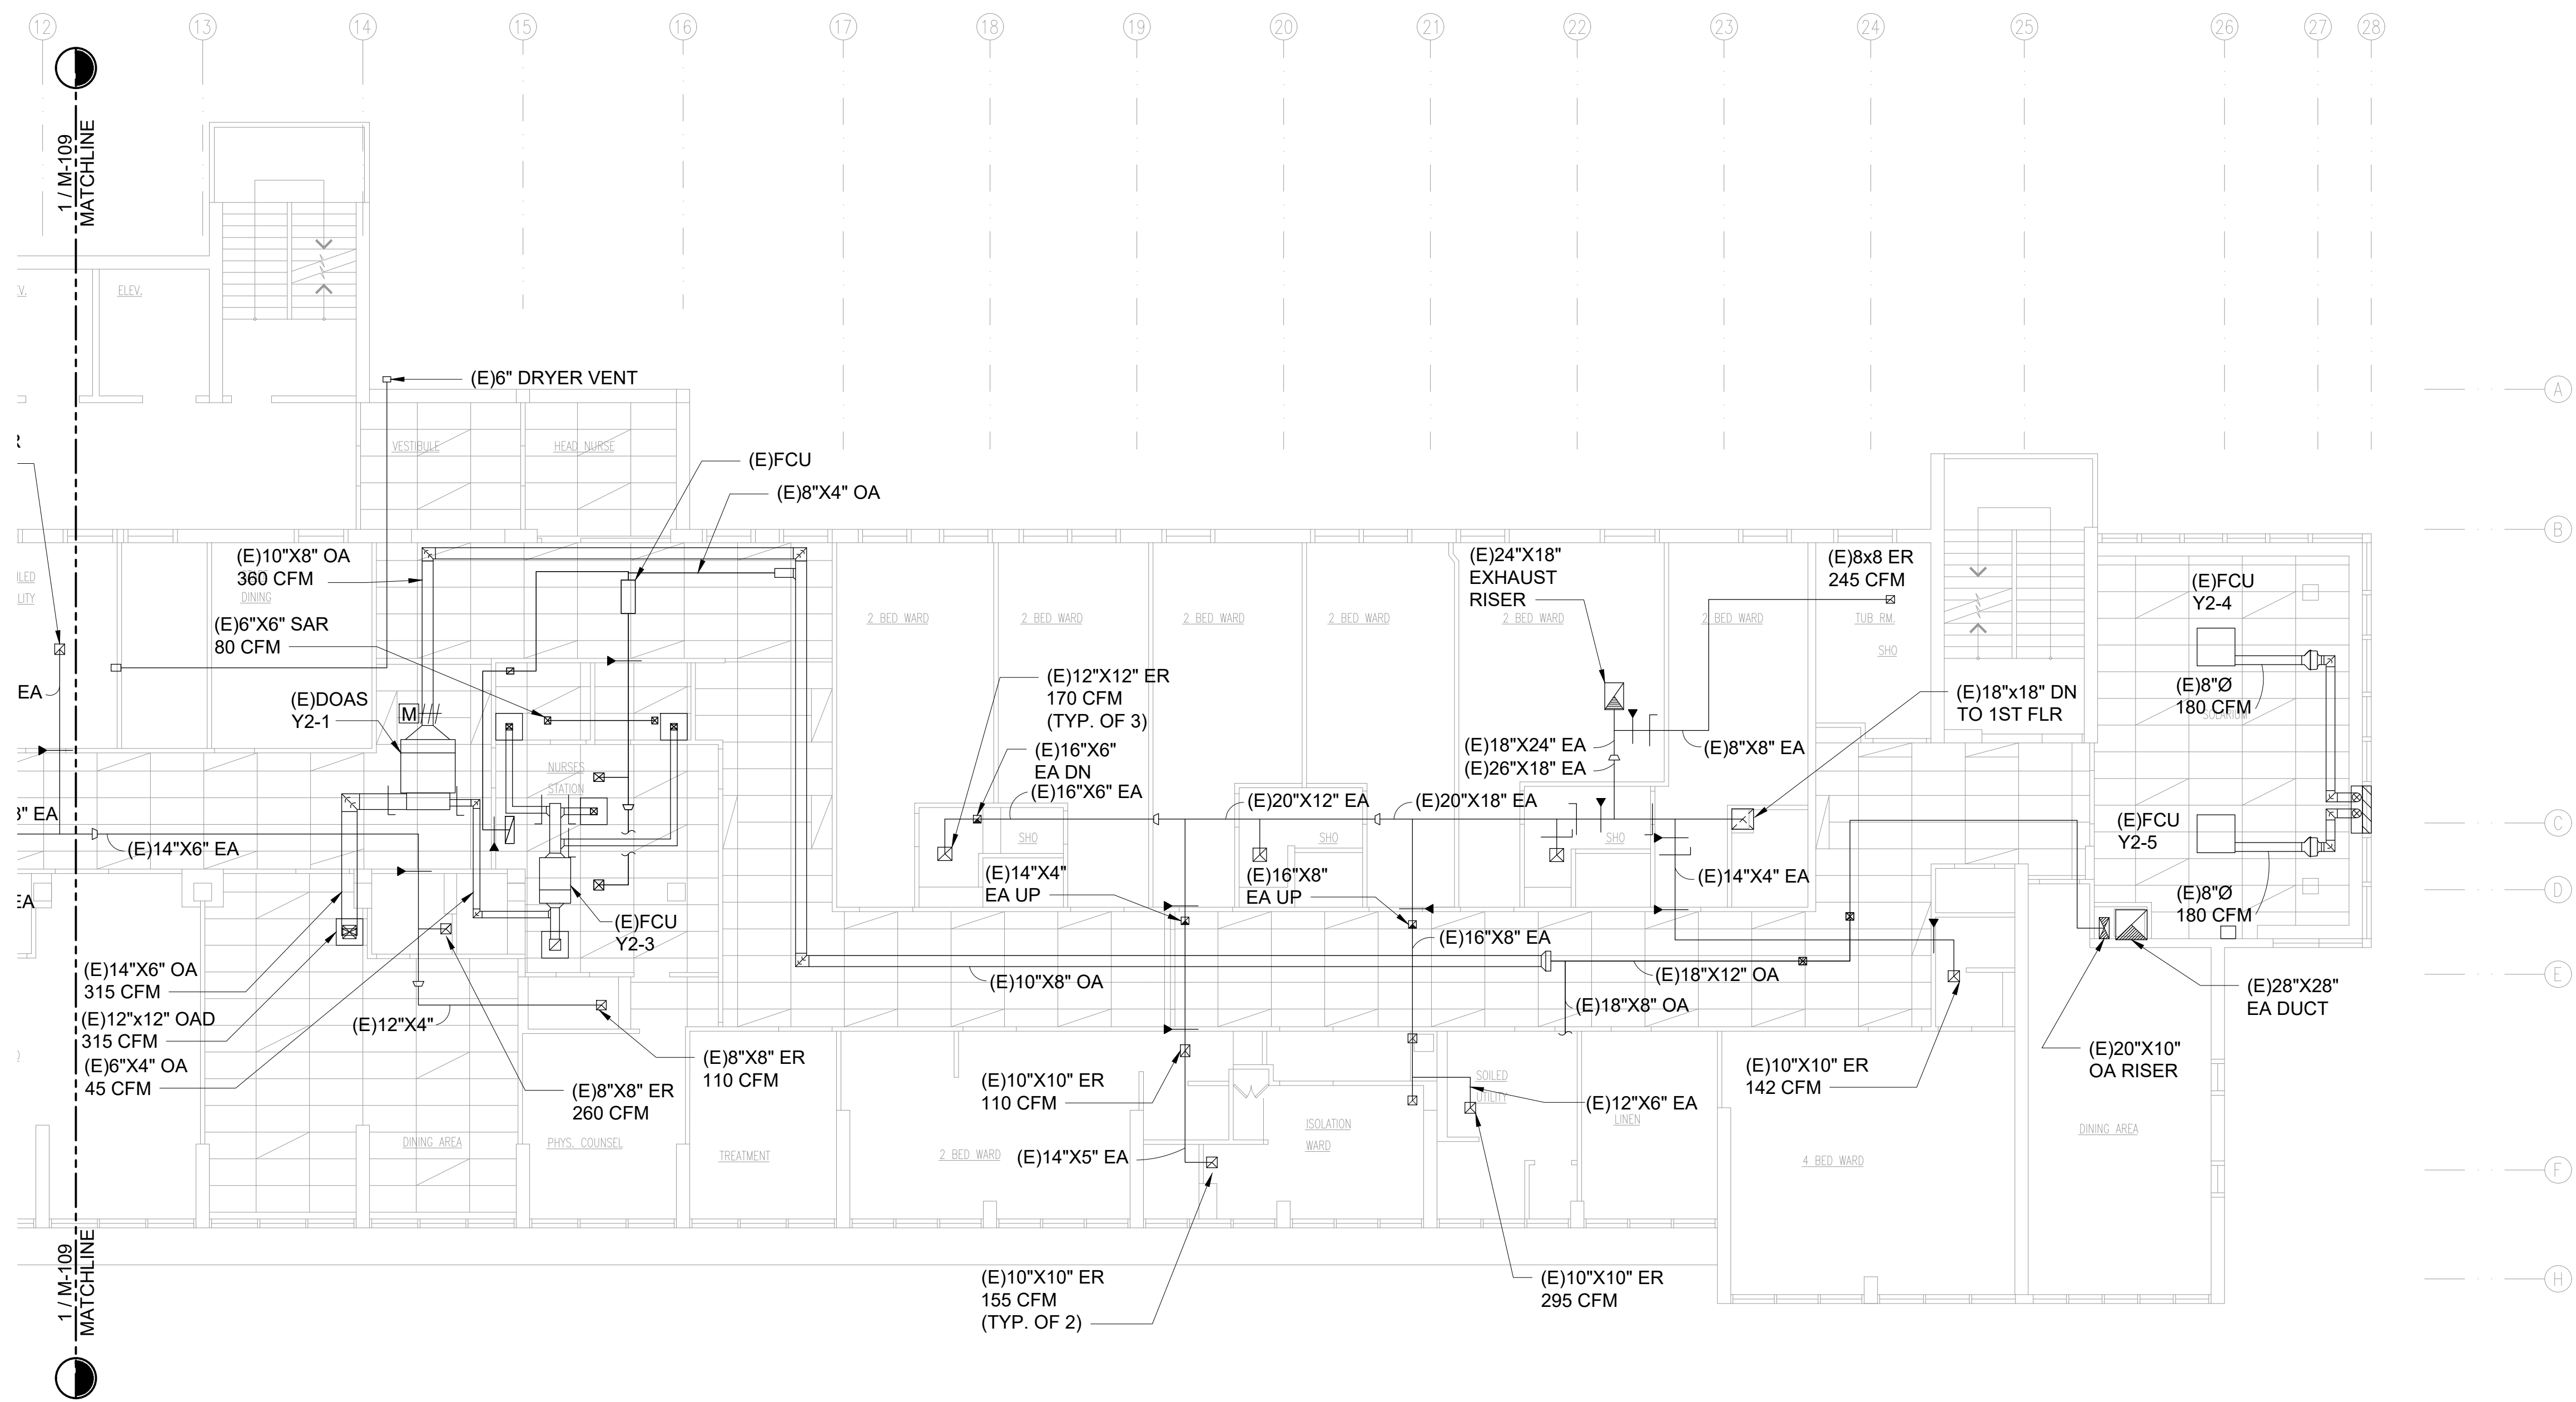 12 13 14 15 16 17 18 19 20 21 22 23 24 25 26 27 28
1 / M-109
MATCHLINE
V.
ELEV.
A
(E)6" DRYER VENT
VESTIBULE
HEAD NURSE
R
(E)FCU
(E)8"X4" OA
B
(E)10"X8" OA
360 CFM
DINING
ILED
LITY
(E)6"X6" SAR
80 CFM
EA
(E)DOAS
Y2-1
M
NURSES
STATION
2 BED WARD
2 BED WARD
2 BED WARD
2 BED WARD
2 BED WARD
2 BED WARD
(E)24"X18"
EXHAUST
RISER
(E)8x8 ER
245 CFM
TUB RM.
SHO
(E)FCU
Y2-4
(E)8"Ø
180 CFM
SOLARIUM
(E)12"X12" ER
170 CFM
(TYP. OF 3)
(E)16"X6"
EA DN
(E)16"X6" EA
(E)18"X24" EA
(E)26"X18" EA
(E)8"X8" EA
(E)18"x18" DN
TO 1ST FLR
(E)20"X12" EA
(E)20"X18" EA
SHO
SHO
SHO
C
(E)FCU
Y2-5
8" EA
(E)14"X6" EA
(E)14"X4"
EA UP
(E)16"X8"
EA UP
(E)14"X4" EA
D
(E)8"Ø
180 CFM
EA
(E)FCU
Y2-3
(E)16"X8" EA
(E)14"X6" OA
315 CFM
(E)10"X8" OA
(E)18"X12" OA
E
(E)18"X8" OA
(E)28"X28"
EA DUCT
(E)12"x12" OAD
315 CFM
(E)12"X4"
(E)6"X4" OA
45 CFM
(E)8"X8" ER
110 CFM
(E)8"X8" ER
260 CFM
(E)10"X10" ER
110 CFM
SOILED
UTILITY
(E)12"X6" EA
LINEN
(E)10"X10" ER
142 CFM
(E)20"X10"
OA RISER
DINING AREA
PHYS. COUNSEL
TREATMENT
2 BED WARD
(E)14"X5" EA
ISOLATION
WARD
4 BED WARD
DINING AREA
F
1 / M-109
MATCHLINE
(E)10"X10" ER
155 CFM
(TYP. OF 2)
(E)10"X10" ER
295 CFM
H